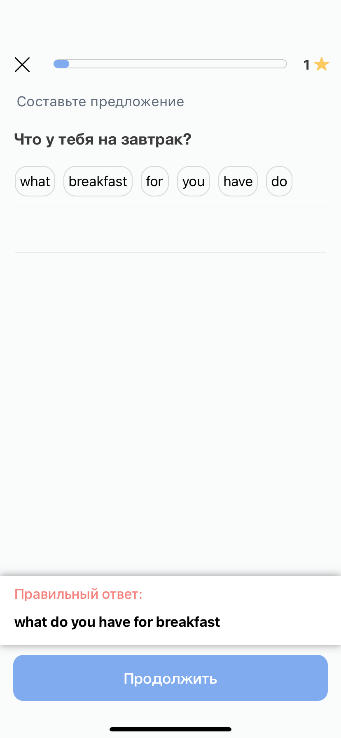 1
Составьте предложение
Что у тебя на завтрак?
what breakfast for you have do
Правильный ответ:
what do you have for breakfast
Продолжить